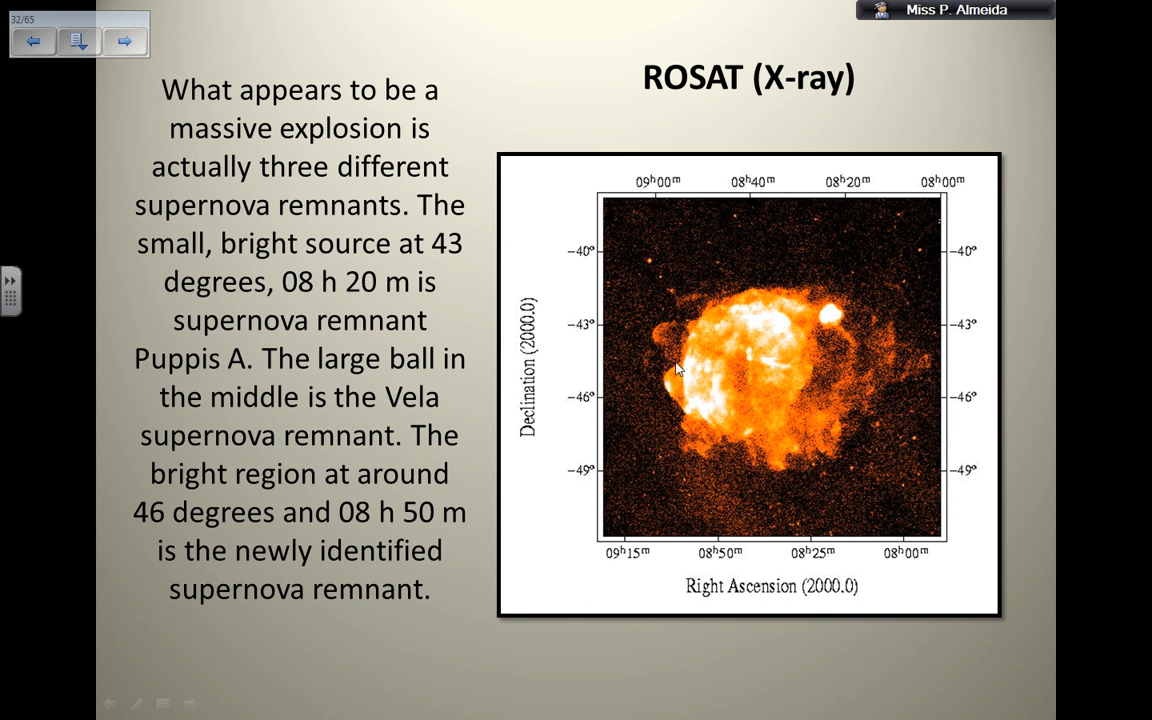 32/65
Miss P. Almeida
What appears to be a
massive explosion is
actually three different
supernova remnants. The
small, bright source at 43
degrees, 08 h 20 m is
supernova remnant
Puppis A. The large ball in
the middle is the Vela
supernova remnant. The
bright region at around
46 degrees and 08 h 50 m
is the newly identified
supernova remnant.
ROSAT (X-ray)
09ʰ00ᵐ 08ʰ40ᵐ 08ʰ20ᵐ 08ʰ00ᵐ
−40° −40°
−43° −43°
−46° −46°
−49° −49°
Declination (2000.0)
09ʰ15ᵐ 08ʰ50ᵐ 08ʰ25ᵐ 08ʰ00ᵐ
Right Ascension (2000.0)